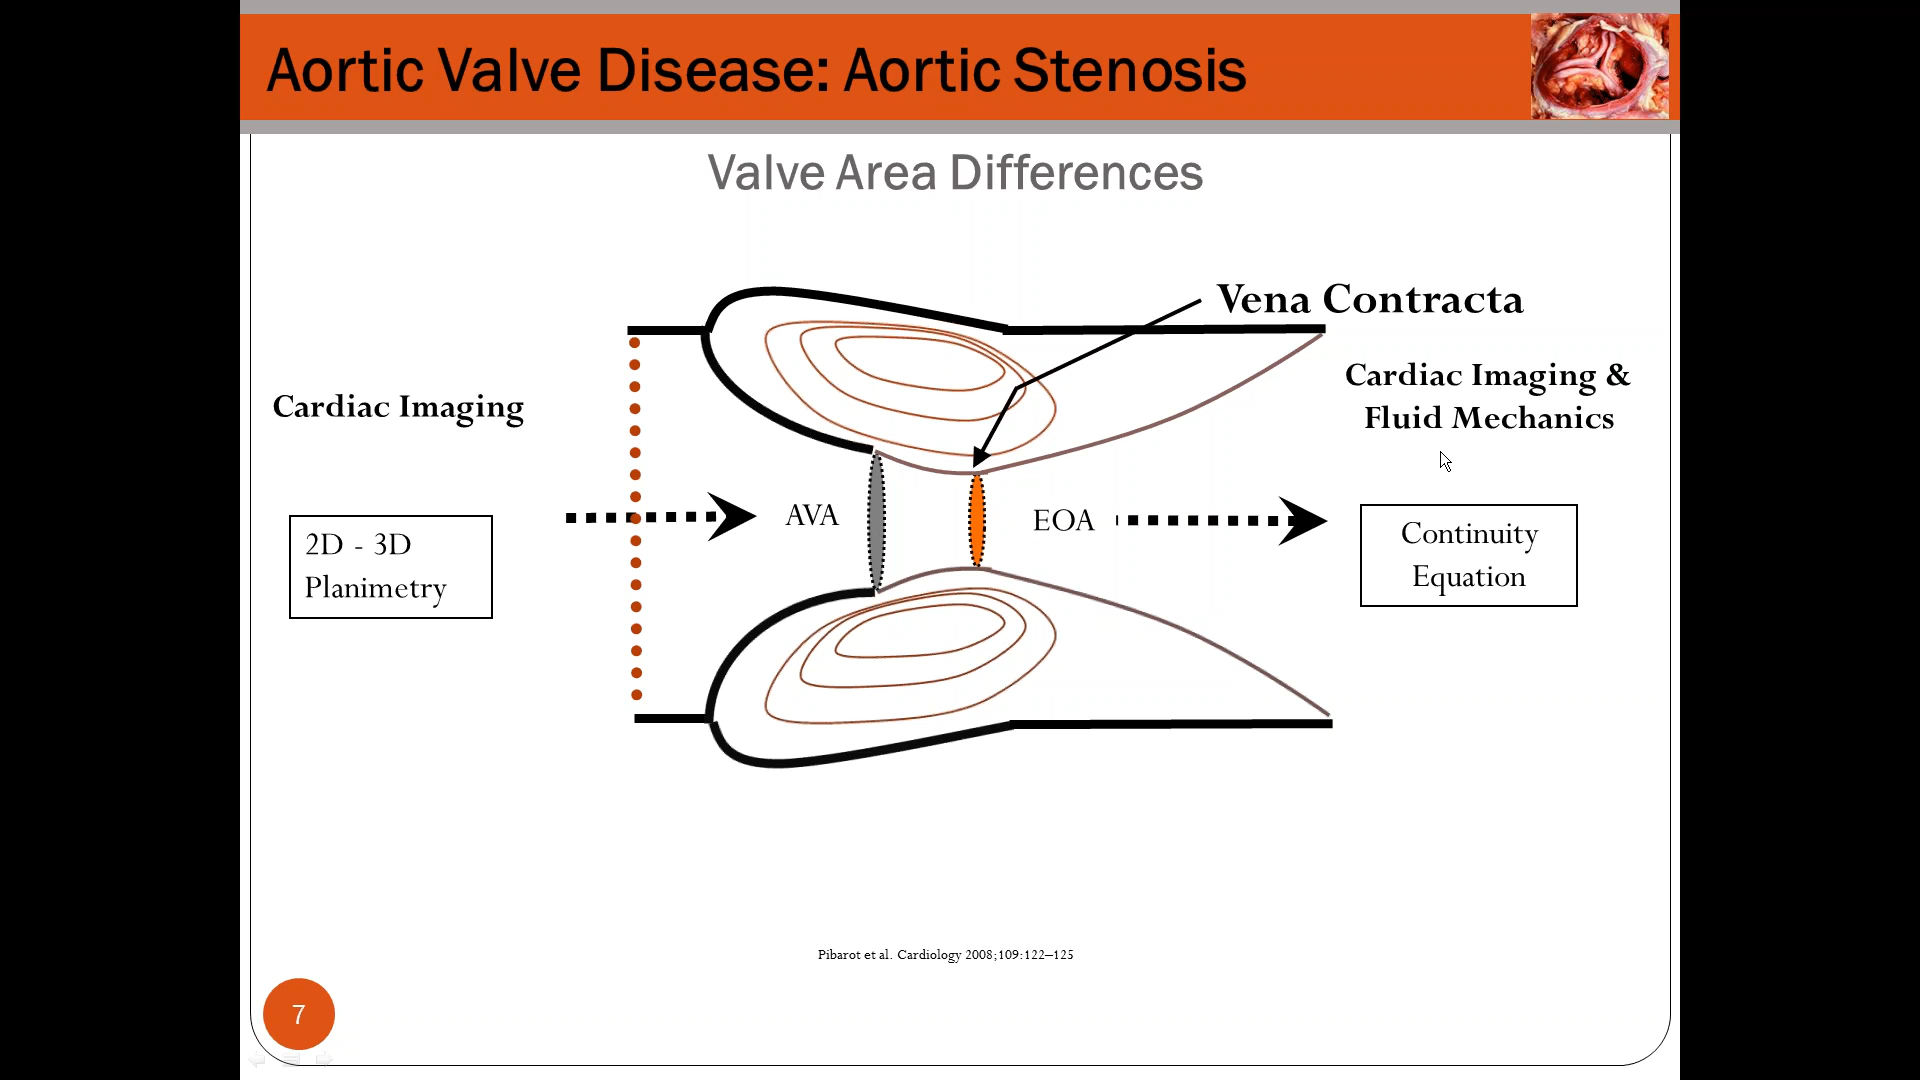 Aortic Valve Disease: Aortic Stenosis
Valve Area Differences
Vena Contracta
Cardiac Imaging
Cardiac Imaging &
Fluid Mechanics
2D - 3D
Planimetry
AVA
EOA
Continuity
Equation
Pibarot et al. Cardiology 2008;109:122–125
7